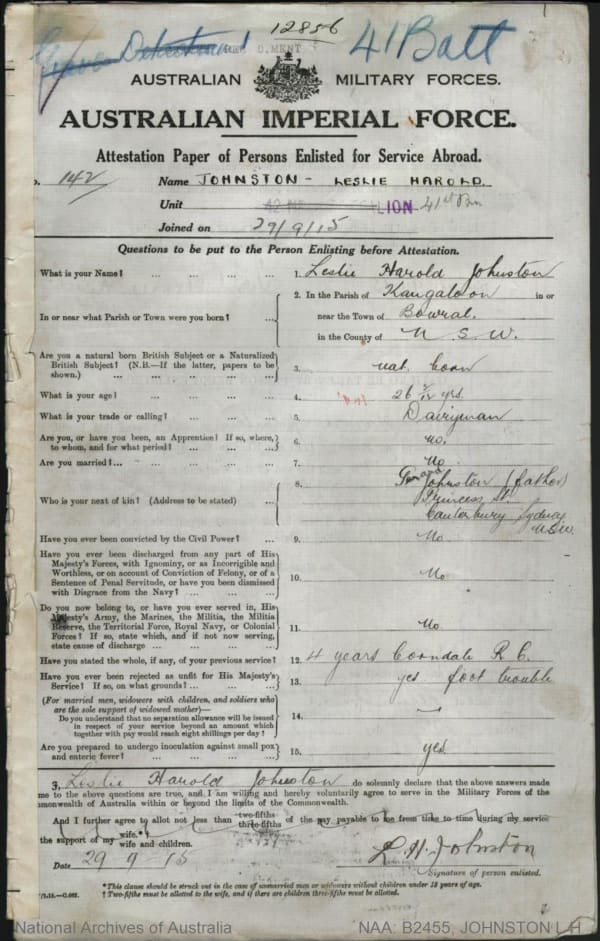 12856
41 Batt
AUSTRALIAN MILITARY FORCES.
AUSTRALIAN IMPERIAL FORCE.
Attestation Paper of Persons Enlisted for Service Abroad.
o. 142 Name JOHNSTON - LESLIE HAROLD.
Unit LION 41st Bn
Joined on 29/9/15
Questions to be put to the Person Enlisting before Attestation.
What is your Name? ... ... ... ... 1. Leslie Harold Johnston
2. In the Parish of Kangaloon in or
In or near what Parish or Town were you born? ... near the Town of Bowral.
in the County of N.S.W.
Are you a natural born British Subject or a Naturalized
British Subject? (N.B.—If the latter, papers to be 3. nat. born
shown.) ... ... ... ...
What is your age? ... ... ... ... 4. 26 yrs.
What is your trade or calling? ... ... ... 5. Dairyman
Are you, or have you been, an Apprentice? If so, where, 6. no.
to whom, and for what period? ... ... ...
Are you married?... ... ... ... ... 7. No
8. Johnston (father)
Who is your next of kin? (Address to be stated) ... Princess St.
Canterbury Sydney
N.S.W.
Have you ever been convicted by the Civil Power? ... 9. No
Have you ever been discharged from any part of His
Majesty's Forces, with Ignominy, or as Incorrigible and
Worthless, or on account of Conviction of Felony, or of a 10. No
Sentence of Penal Servitude, or have you been dismissed
with Disgrace from the Navy? ... ... ...
Do you now belong to, or have you ever served in, His
Majesty's Army, the Marines, the Militia, the Militia
Reserve, the Territorial Force, Royal Navy, or Colonial 11. No
Forces? If so, state which, and if not now serving,
state cause of discharge ... ... ... ...
Have you stated the whole, if any, of your previous service? 12. 4 years Corndale R.C.
Have you ever been rejected as unfit for His Majesty's 13. yes foot trouble
Service? If so, on what grounds? ... ... ...
(For married men, widowers with children, and soldiers who
are the sole support of widowed mother)—
Do you understand that no separation allowance will be issued 14. —
in respect of your service beyond an amount which
together with pay would reach eight shillings per day?
Are you prepared to undergo inoculation against small pox 15. yes
and enteric fever? ... ... ... ...
3, Leslie Harold Johnston do solemnly declare that the above answers made
me to the above questions are true, and I am willing and hereby voluntarily agree to serve in the Military Forces of the
monwealth of Australia within or beyond the limits of the Commonwealth.
And I further agree to allot not less than two-fifths three-fifths of the pay payable to me from time to time during my service
the support of my wife.* wife and children.
Date 29 9 15 L. H. Johnston
Signature of person enlisted.
*This clause should be struck out in the case of unmarried men or widowers without children under 18 years of age.
† Two-fifths must be allotted to the wife, and if there are children three-fifths must be allotted.
National Archives of Australia NAA: B2455, JOHNSTON L H